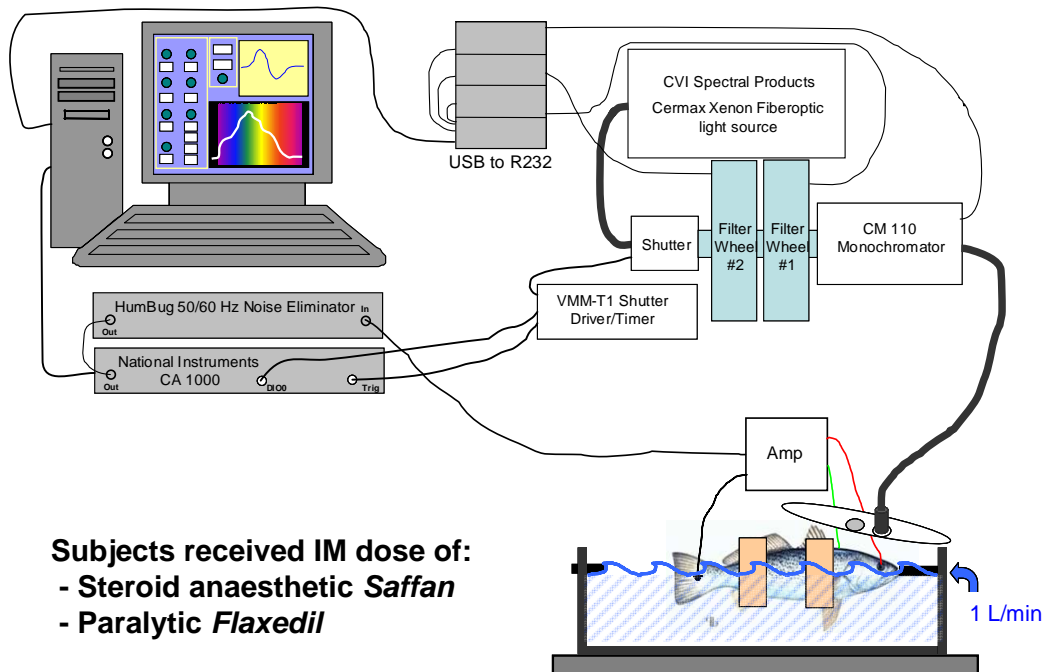 CVI Spectral Products
Cermax Xenon Fiberoptic
light source
USB to R232
Shutter
Filter
Wheel
#2
Filter
Wheel
#1
CM 110
Monochromator
VMM-T1 Shutter
Driver/Timer
HumBug 50/60 Hz Noise Eliminator
In
Out
National Instruments
CA 1000
Out
DIO0
Trig
Amp
Subjects received IM dose of:
- Steroid anaesthetic Saffan
- Paralytic Flaxedil
1 L/min